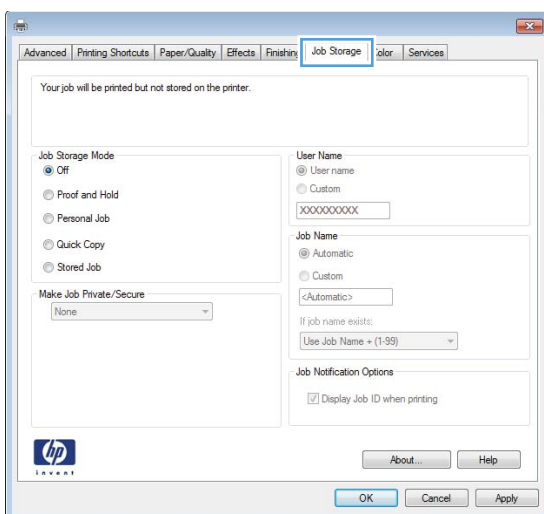 Advanced Printing Shortcuts Paper/Quality Effects Finishing Job Storage olor Services
Your job will be printed but not stored on the printer.
Job Storage Mode
Off
Proof and Hold
Personal Job
Quick Copy
Stored Job
Make Job Private/Secure
None
User Name
User name
Custom
XXXXXXXXX
Job Name
Automatic
Custom
<Automatic>
If job name exists:
Use Job Name + (1-99)
Job Notification Options
Display Job ID when printing
hp
invent
About... Help
OK Cancel Apply